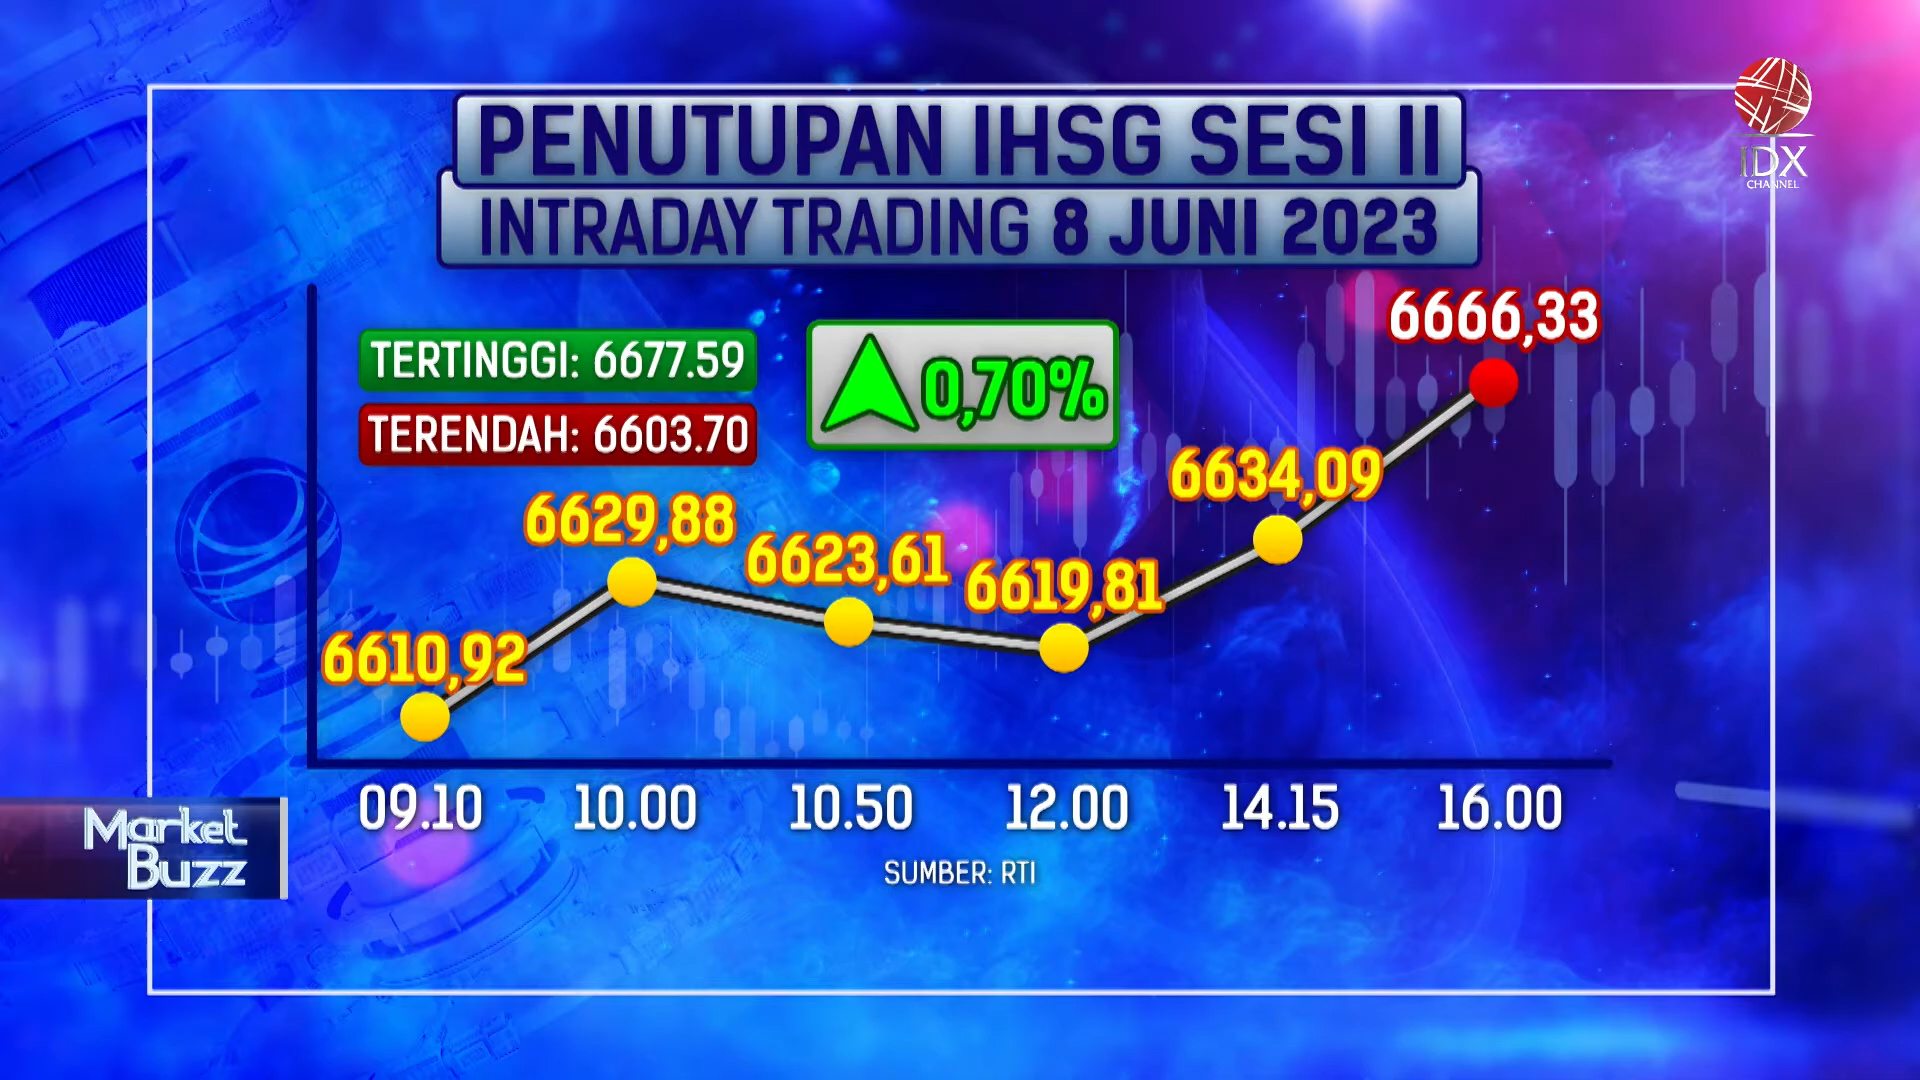 PENUTUPAN IHSG SESI II
INTRADAY TRADING 8 JUNI 2023
IDX
CHANNEL
TERTINGGI: 6677.59
TERENDAH: 6603.70
0,70%
6610,92
6629,88
6623,61
6619,81
6634,09
6666,33
09.10 10.00 10.50 12.00 14.15 16.00
SUMBER: RTI
Market
Buzz